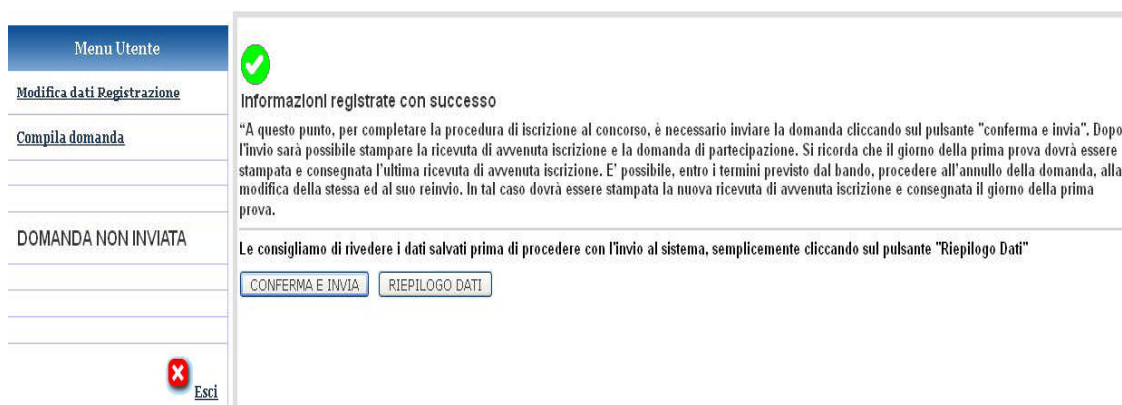 Menu Utente
Modifica dati Registrazione
Compila domanda
DOMANDA NON INVIATA
Esci
Informazioni registrate con successo
“A questo punto, per completare la procedura di iscrizione al concorso, è necessario inviare la domanda cliccando sul pulsante "conferma e invia". Dopo
l'invio sarà possibile stampare la ricevuta di avvenuta iscrizione e la domanda di partecipazione. Si ricorda che il giorno della prima prova dovrà essere
stampata e consegnata l'ultima ricevuta di avvenuta iscrizione. E' possibile, entro i termini previsto dal bando, procedere all'annullo della domanda, alla
modifica della stessa ed al suo reinvio. In tal caso dovrà essere stampata la nuova ricevuta di avvenuta iscrizione e consegnata il giorno della prima
prova.
Le consigliamo di rivedere i dati salvati prima di procedere con l'invio al sistema, semplicemente cliccando sul pulsante "Riepilogo Dati"
CONFERMA E INVIA RIEPILOGO DATI